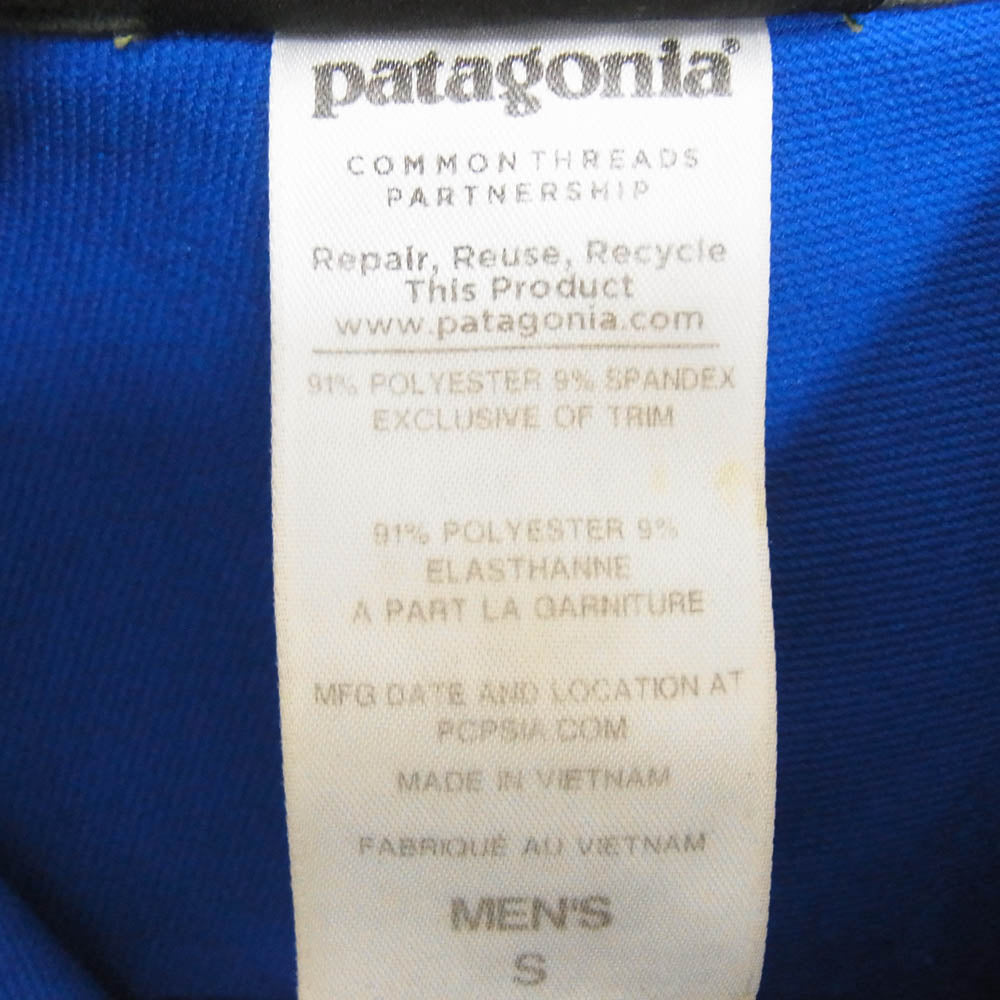 patagonia®
COMMON THREADS
PARTNERSHIP
Repair, Reuse, Recycle
This Product
www.patagonia.com
91% POLYESTER 9% SPANDEX
EXCLUSIVE OF TRIM
91% POLYESTER 9%
ELASTHANNE
A PART LA GARNITURE
MFG DATE AND LOCATION AT
PCPSIA.COM
MADE IN VIETNAM
FABRIQUÉ AU VIETNAM
MEN'S
S